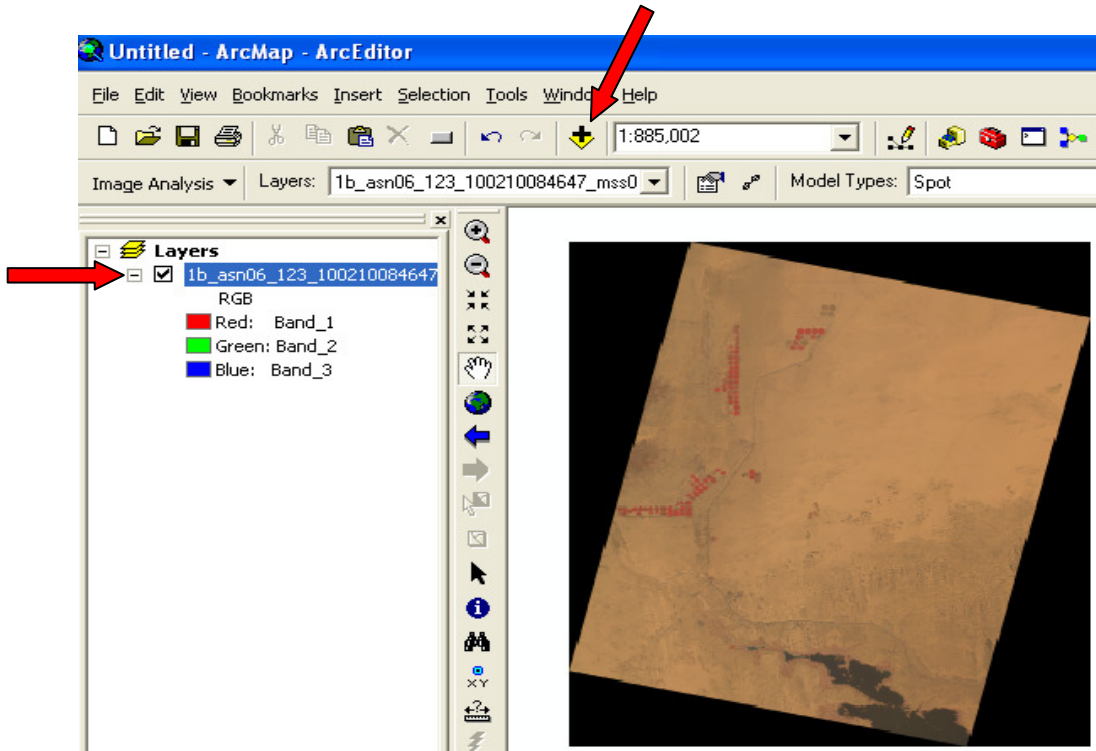 Untitled - ArcMap - ArcEditor
File Edit View Bookmarks Insert Selection Tools Window Help
1:885,002
Image Analysis Layers: 1b_asn06_123_100210084647_mss0 Model Types: Spot
Layers
1b_asn06_123_100210084647
RGB
Red: Band_1
Green: Band_2
Blue: Band_3
XY